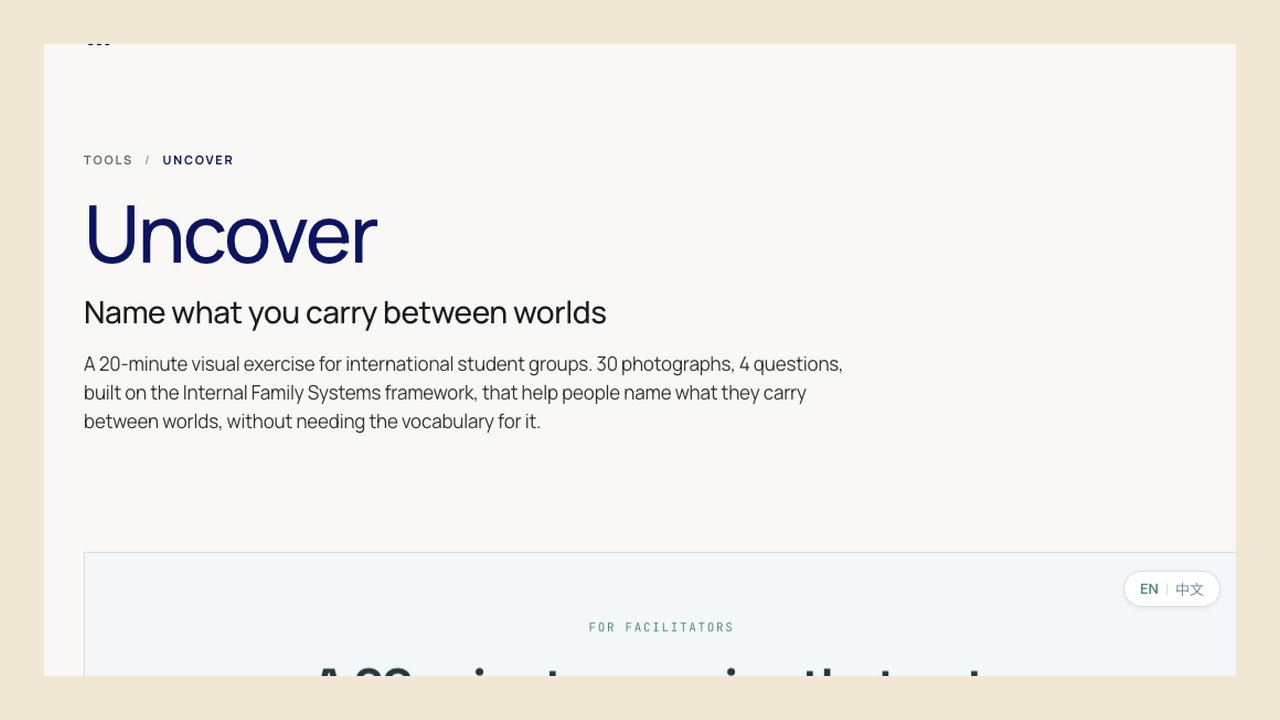 TOOLS / UNCOVER
Uncover
Name what you carry between worlds
A 20-minute visual exercise for international student groups. 30 photographs, 4 questions,
built on the Internal Family Systems framework, that help people name what they carry
between worlds, without needing the vocabulary for it.
EN | 中文
FOR FACILITATORS